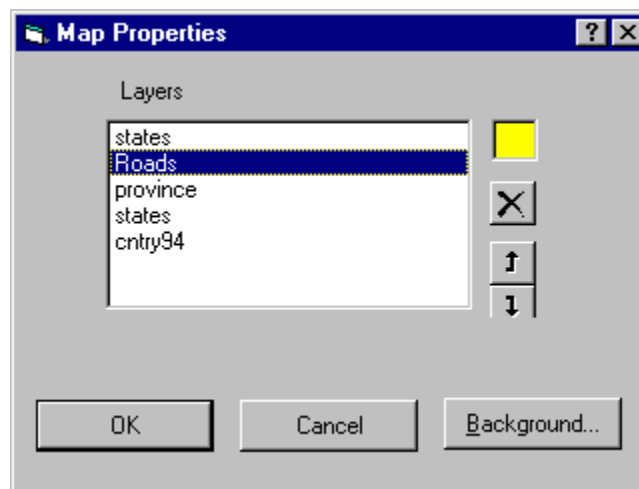 Map Properties
Layers
states
Roads
province
states
cntry94
OK
Cancel
Background...